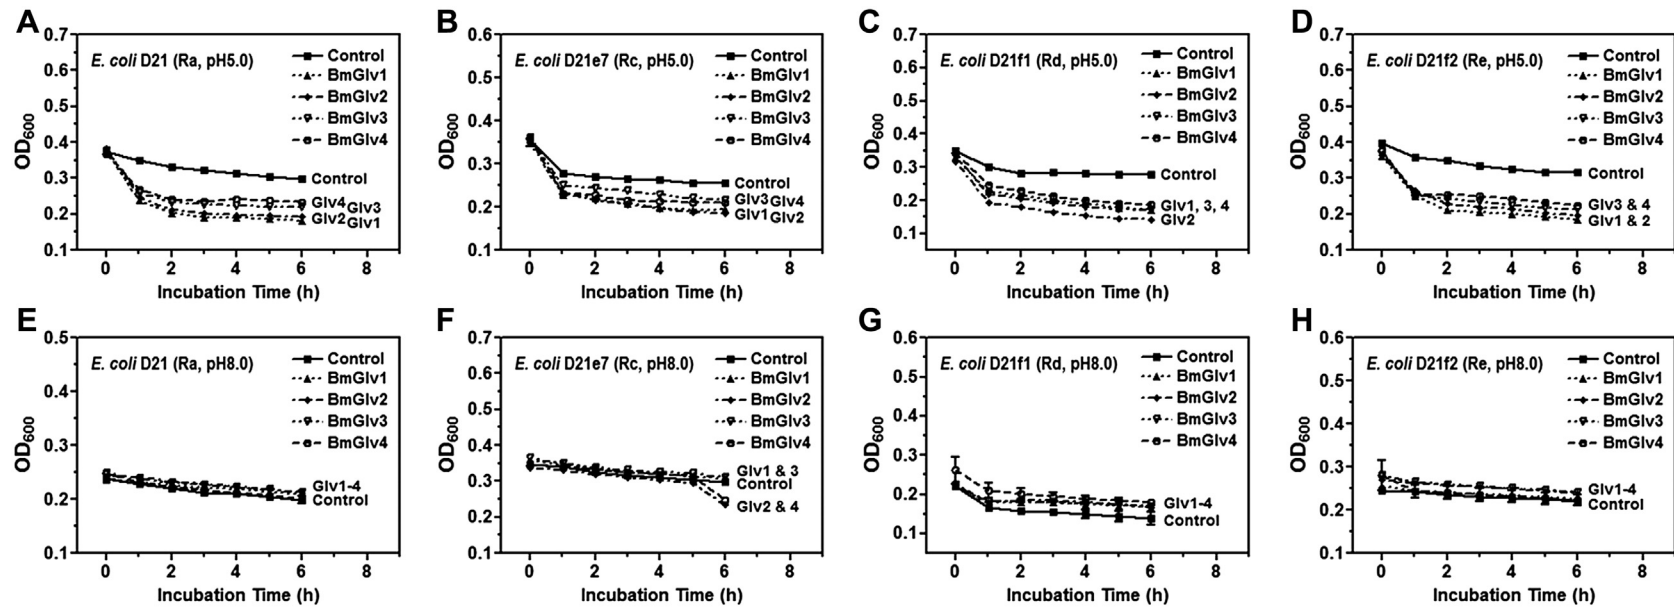 A
0.7
0.6
0.5
0.4
0.3
0.2
0.1
OD600
E. coli D21 (Ra, pH5.0)
Control
BmGlv1
BmGlv2
BmGlv3
BmGlv4
Control
Glv4 Glv3
Glv2 Glv1
0 2 4 6 8
Incubation Time (h)
B
0.6
0.5
0.4
0.3
0.2
0.1
OD600
E. coli D21e7 (Rc, pH5.0)
Control
BmGlv1
BmGlv2
BmGlv3
BmGlv4
Control
Glv3 Glv4
Glv1 Glv2
0 2 4 6 8
Incubation Time (h)
C
0.7
0.6
0.5
0.4
0.3
0.2
0.1
OD600
E. coli D21f1 (Rd, pH5.0)
Control
BmGlv1
BmGlv2
BmGlv3
BmGlv4
Control
Glv1, 3, 4
Glv2
0 2 4 6 8
Incubation Time (h)
D
0.7
0.6
0.5
0.4
0.3
0.2
0.1
OD600
E. coli D21f2 (Re, pH5.0)
Control
BmGlv1
BmGlv2
BmGlv3
BmGlv4
Control
Glv3 & 4
Glv1 & 2
0 2 4 6 8
Incubation Time (h)
E
0.5
0.4
0.3
0.2
0.1
OD600
E. coli D21 (Ra, pH8.0)
Control
BmGlv1
BmGlv2
BmGlv3
BmGlv4
Glv1-4
Control
0 2 4 6 8
Incubation Time (h)
F
0.7
0.6
0.5
0.4
0.3
0.2
0.1
OD600
E. coli D21e7 (Rc, pH8.0)
Control
BmGlv1
BmGlv2
BmGlv3
BmGlv4
Glv1 & 3
Control
Glv2 & 4
0 2 4 6 8
Incubation Time (h)
G
0.6
0.5
0.4
0.3
0.2
0.1
OD600
E. coli D21f1 (Rd, pH8.0)
Control
BmGlv1
BmGlv2
BmGlv3
BmGlv4
Glv1-4
Control
0 2 4 6 8
Incubation Time (h)
H
0.6
0.5
0.4
0.3
0.2
0.1
OD600
E. coli D21f2 (Re, pH8.0)
Control
BmGlv1
BmGlv2
BmGlv3
BmGlv4
Glv1-4
Control
0 2 4 6 8
Incubation Time (h)